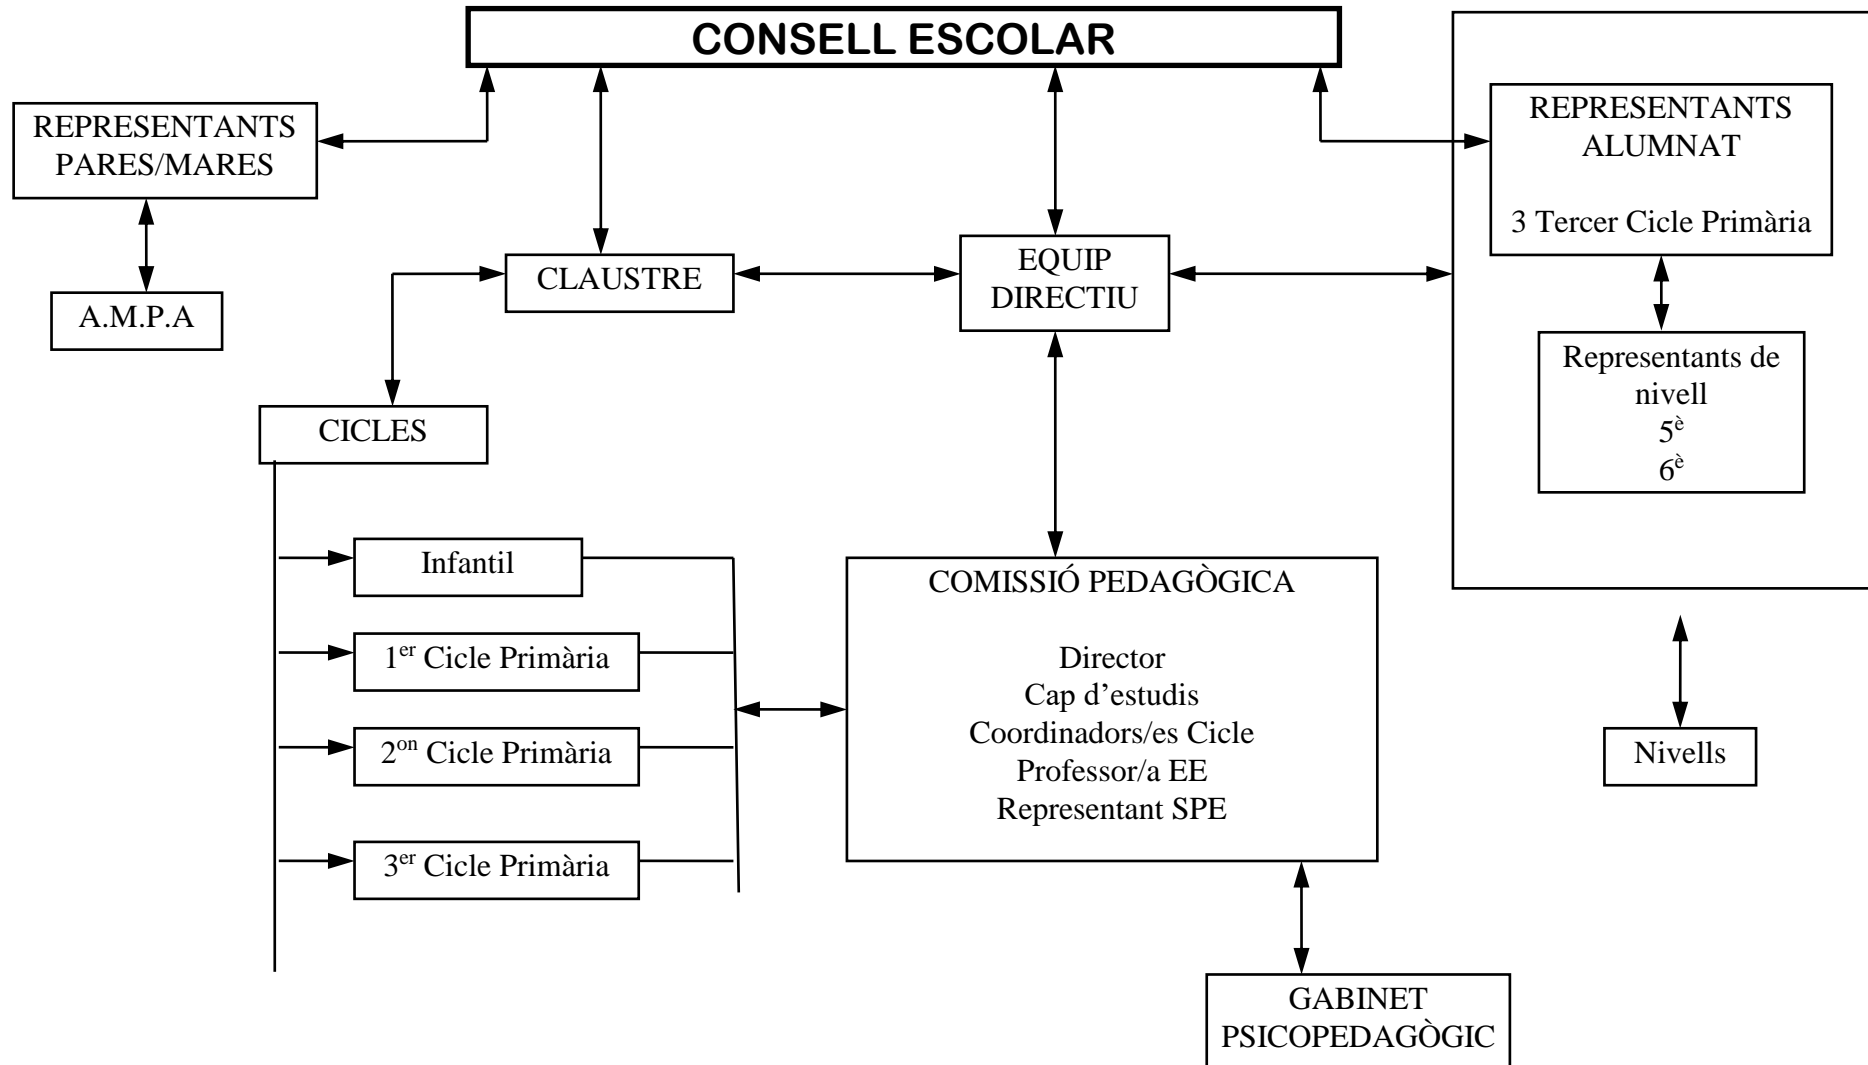 CONSELL ESCOLAR
REPRESENTANTS
PARES/MARES
REPRESENTANTS
ALUMNAT
3 Tercer Cicle Primària
A.M.P.A
CLAUSTRE
EQUIP
DIRECTIU
Representants de
nivell
5è
6è
CICLES
Infantil
1er Cicle Primària
2on Cicle Primària
3er Cicle Primària
COMISSIÓ PEDAGÒGICA
Director
Cap d’estudis
Coordinadors/es Cicle
Professor/a EE
Representant SPE
Nivells
GABINET
PSICOPEDAGÒGIC